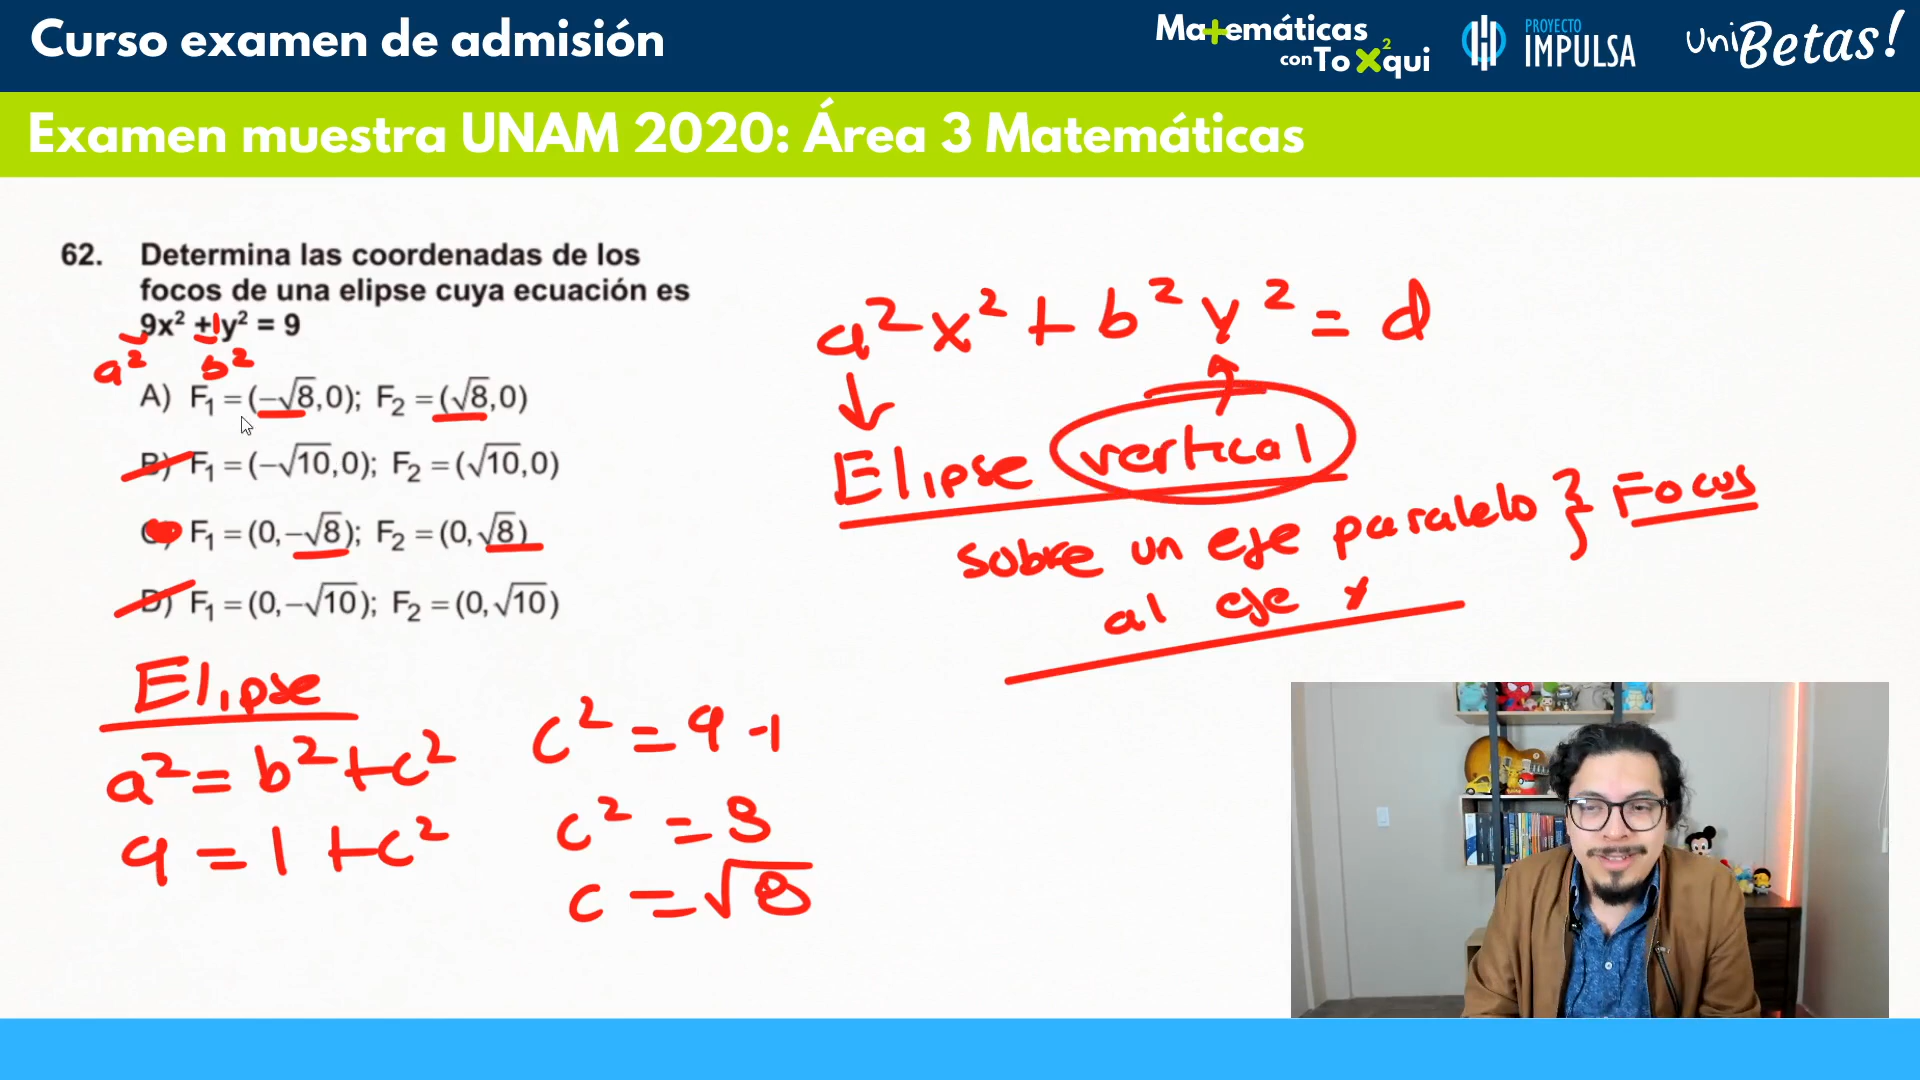 Curso examen de admisión
Matemáticas
con Tox²qui
PROYECTO
IMPULSA
uniBetas!
Examen muestra UNAM 2020: Área 3 Matemáticas
62. Determina las coordenadas de los
focos de una elipse cuya ecuación es
9x² + 1y² = 9
a² b²
A) F₁ = (−√8,0); F₂ = (√8,0)
B) F₁ = (−√10,0); F₂ = (√10,0)
C) F₁ = (0,−√8); F₂ = (0,√8)
D) F₁ = (0,−√10); F₂ = (0,√10)
Elipse
a² = b² + c²
9 = 1 + c²
c² = 9 - 1
c² = 8
c = √8
a²x² + b²y² = d
Elipse vertical
sobre un eje paralelo } Focus
al eje y